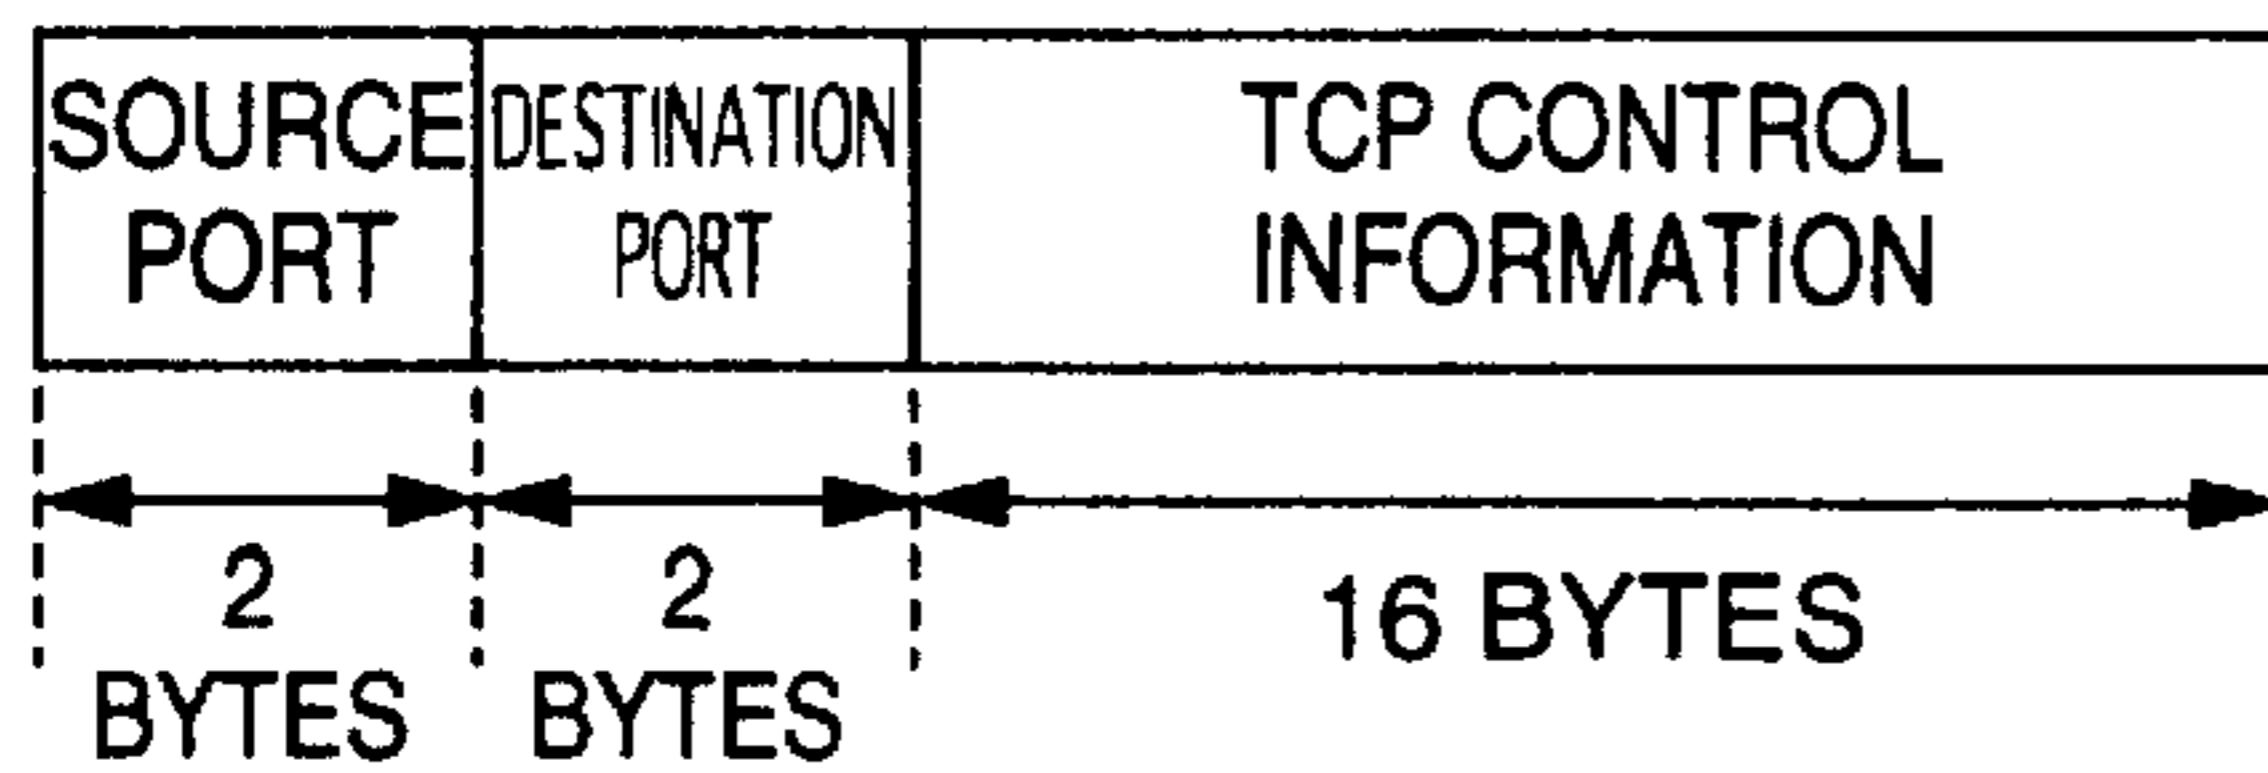 SOURCE
PORT
DESTINATION
PORT
TCP CONTROL
INFORMATION
2
BYTES
2
BYTES
16 BYTES